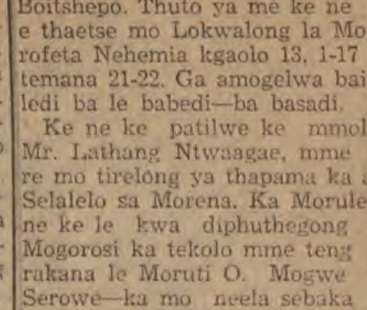 Boitshepo. Thuto ya me ke ne
e thaetse mo Lokwalong la Mo
rofeta Nehemia kgaolo 13, 1-17
temana 21-22. Ga amogelwa bai
ledi ba le babedi—ba basadi.
Ke ne ke patilwe ke mmol
Mr. Lathang Ntwaagae, mme
re mo tirelong ya thapama ka a
Selalelo sa Morena. Ka Morule
ne ke le kwa diphuthegong
Mogorosi ka tekolo mme teng
rakana le Moruti O. Mogwe
Serowe—ka mo neela sebaka